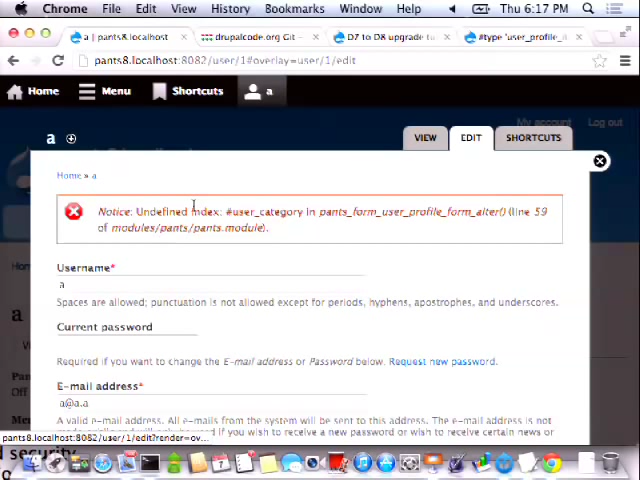 Chrome File Edit View History Bookmarks Window Help Thu 6:17 PM
a | pants8.localhost drupalcode.org Git - D7 to D8 upgrade t #type 'user_profile_
pants8.localhost:8082/user/1#overlay=user/1/edit
Home Menu Shortcuts a
My account Log out
a VIEW EDIT SHORTCUTS
Home » a
Notice: Undefined index: #user_category in pants_form_user_profile_form_alter() (line 59
of modules/pants/pants.module).
Username*
a
Spaces are allowed; punctuation is not allowed except for periods, hyphens, apostrophes, and underscores.
Current password
Required if you want to change the E-mail address or Password below. Request new password.
E-mail address*
a@a.a
A valid e-mail address. All e-mails from the system will be sent to this address. The e-mail address is not
or if you wish to receive a new password or wish to receive certain news or
pants8.localhost:8082/user/1/edit?render=ov...
security